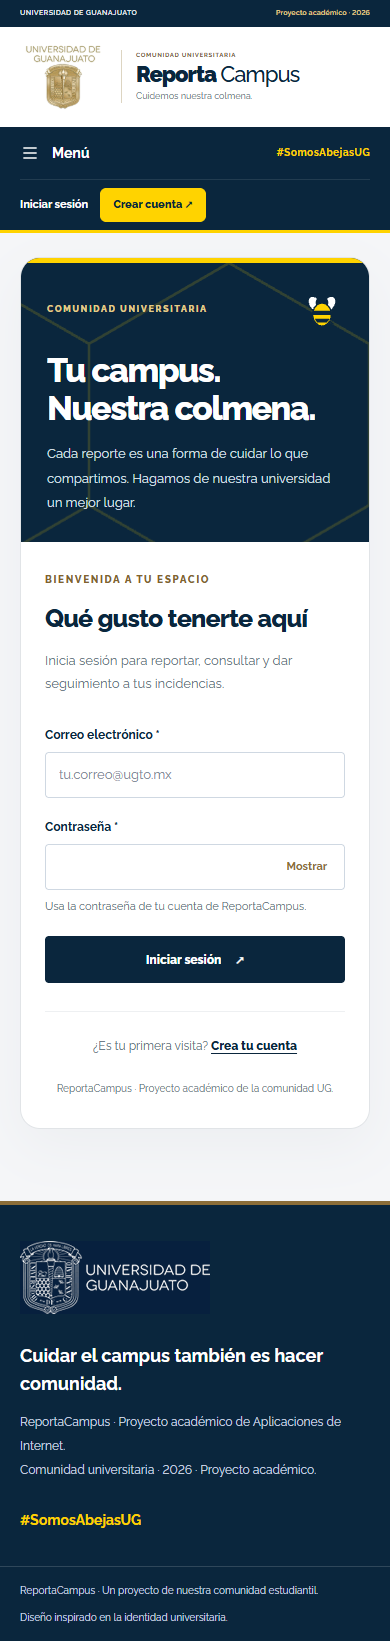 UNIVERSIDAD DE GUANAJUATO
Proyecto académico · 2026
UNIVERSIDAD DE
GUANAJUATO
COMUNIDAD UNIVERSITARIA
Reporta Campus
Cuidemos nuestra colmena.
Menú
#SomosAbejasUG
Iniciar sesión
Crear cuenta ↗
COMUNIDAD UNIVERSITARIA
Tu campus.
Nuestra colmena.
Cada reporte es una forma de cuidar lo que
compartimos. Hagamos de nuestra universidad
un mejor lugar.
BIENVENIDA A TU ESPACIO
Qué gusto tenerte aquí
Inicia sesión para reportar, consultar y dar
seguimiento a tus incidencias.
Correo electrónico *
tu.correo@ugto.mx
Contraseña *
Mostrar
Usa la contraseña de tu cuenta de ReportaCampus.
Iniciar sesión ↗
¿Es tu primera visita? Crea tu cuenta
ReportaCampus · Proyecto académico de la comunidad UG.
UNIVERSIDAD DE
GUANAJUATO
Cuidar el campus también es hacer
comunidad.
ReportaCampus · Proyecto académico de Aplicaciones de
Internet.
Comunidad universitaria · 2026 · Proyecto académico.
#SomosAbejasUG
ReportaCampus · Un proyecto de nuestra comunidad estudiantil.
Diseño inspirado en la identidad universitaria.